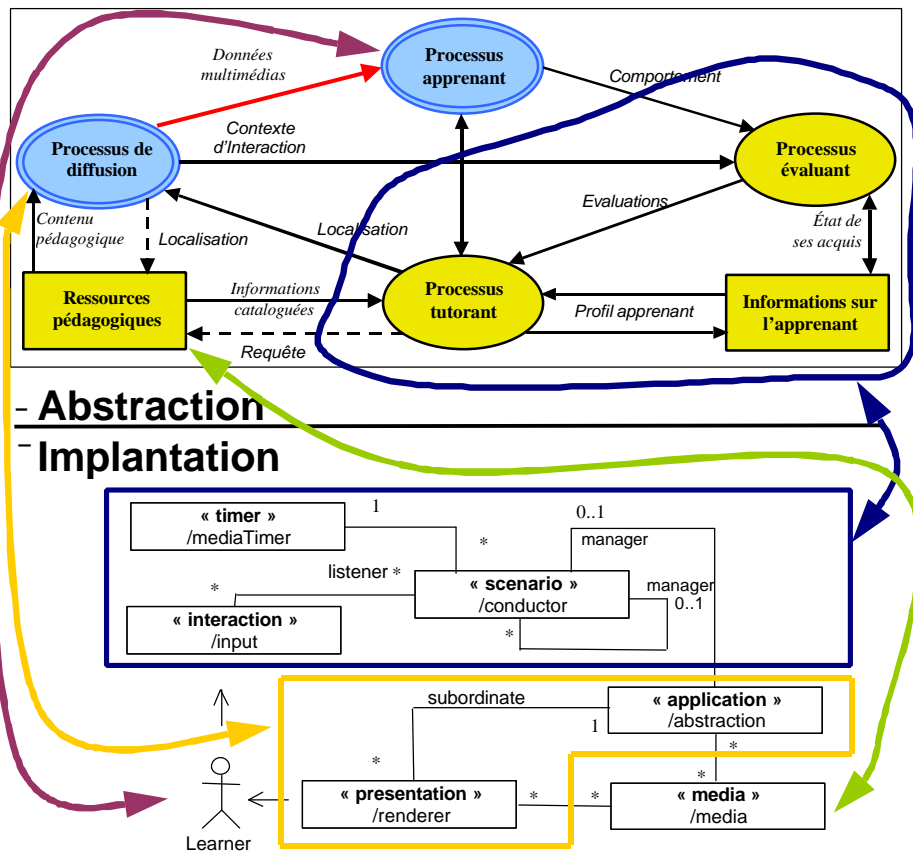 Données
multimédias
Processus
apprenant
Comportement
Contexte
d'Interaction
Processus de
diffusion
Processus
évaluant
Contenu
pédagogique
Localisation
Localisation
Evaluations
État de
ses acquis
Ressources
pédagogiques
Informations
cataloguées
Processus
tutorant
Profil apprenant
Informations sur
l'apprenant
Requête
- Abstraction
- Implantation
« timer »
/mediaTimer
1
*
0..1
manager
listener *
*
« scenario »
/conductor
manager
0..1
*
« interaction »
/input
subordinate
1
*
« application »
/abstraction
*
*
« presentation »
/renderer
*
*
« media »
/media
Learner